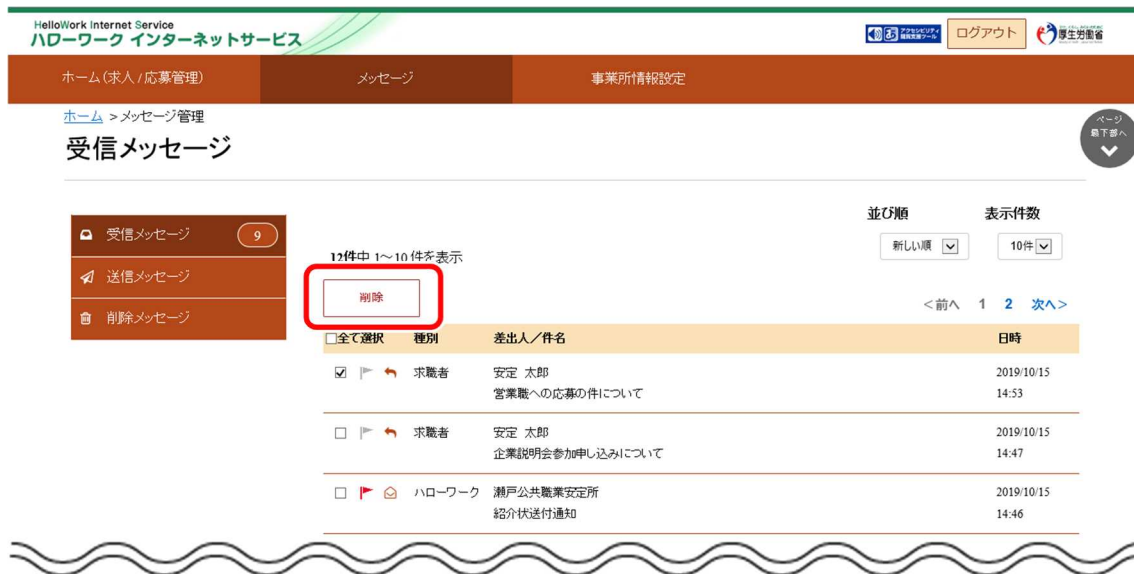 HelloWork Internet Service
ハローワーク インターネットサービス
ログアウト
厚生労働省
ホーム(求人/応募管理)
メッセージ
事業所情報設定
ホーム >メッセージ管理
ページ
最下部へ
受信メッセージ
受信メッセージ 9
送信メッセージ
削除メッセージ
並び順
表示件数
新しい順
10件
12件中 1～10 件を表示
削除
<前へ 1 2 次へ>
全て選択 種別 差出人／件名 日時
求職者 安定 太郎 2019/10/15
営業職への応募の件について 14:53
求職者 安定 太郎 2019/10/15
企業説明会参加申し込みについて 14:47
ハローワーク 瀬戸公共職業安定所 2019/10/15
紹介状送付通知 14:46